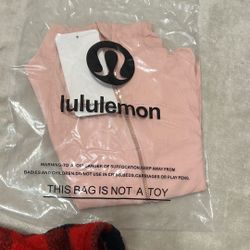 lululemon
WARNING: TO AVOID DANGER OF SUFFOCATION,KEEP AWAY FROM
BABIES AND CHILDREN. DO NOT USE IN CRIBS,BEDS,CARRIAGES OR PLAY PENS.
THIS BAG IS NOT A TOY